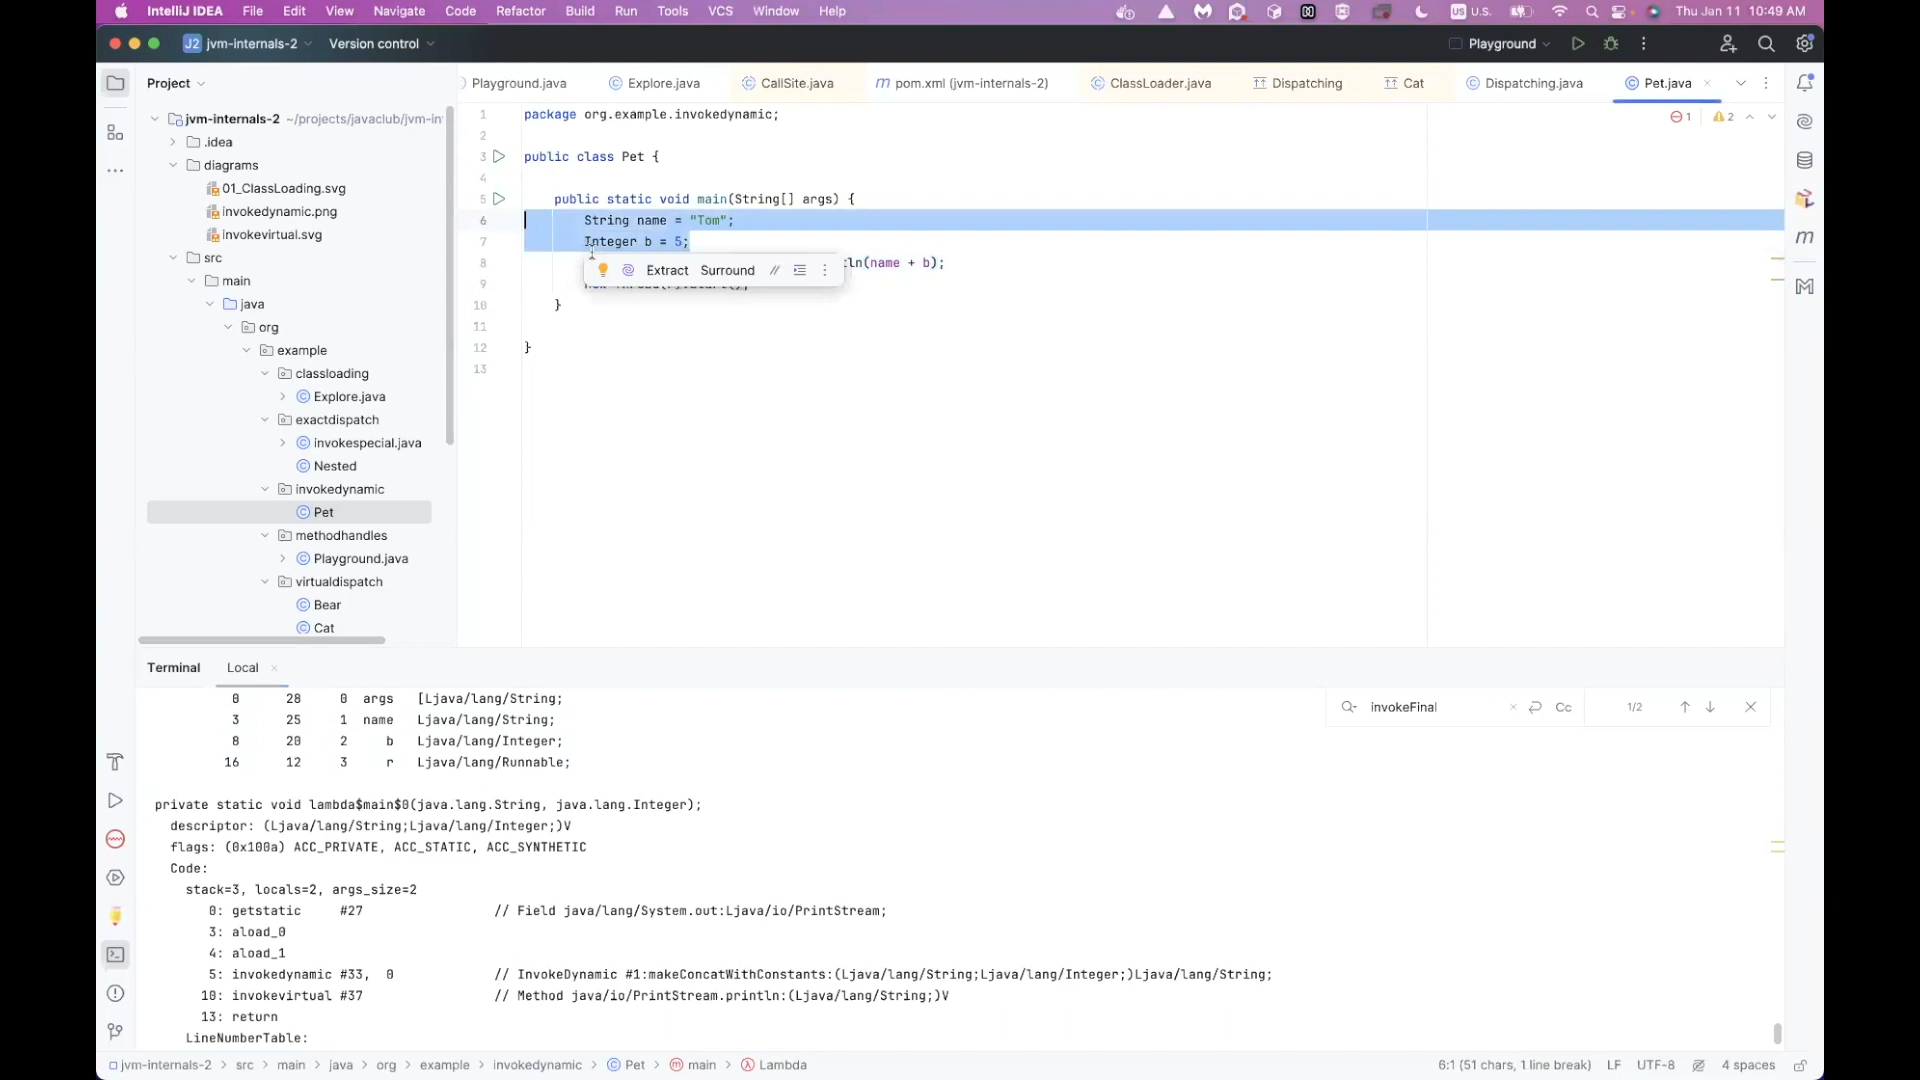 IntelliJ IDEA File Edit View Navigate Code Refactor Build Run Tools VCS Window Help U.S. Thu Jan 11 10:49 AM
J2 jvm-internals-2 Version control Playground
Project
Playground.java Explore.java CallSite.java m pom.xml (jvm-internals-2) ClassLoader.java Dispatching Cat Dispatching.java Pet.java
jvm-internals-2 ~/projects/javaclub/jvm-in
.idea
diagrams
01_ClassLoading.svg
invokedynamic.png
invokevirtual.svg
src
main
java
org
example
classloading
Explore.java
exactdispatch
invokespecial.java
Nested
invokedynamic
Pet
methodhandles
Playground.java
virtualdispatch
Bear
Cat
1 package org.example.invokedynamic;
2
3 public class Pet {
4
5 public static void main(String[] args) {
6 String name = "Tom";
7 Integer b = 5;
8 ln(name + b);
9
10 }
11
12 }
13
1 2
Extract Surround //
Terminal Local
invokeFinal Cc 1/2
0 28 0 args [Ljava/lang/String;
3 25 1 name Ljava/lang/String;
8 20 2 b Ljava/lang/Integer;
16 12 3 r Ljava/lang/Runnable;
private static void lambda$main$0(java.lang.String, java.lang.Integer);
descriptor: (Ljava/lang/String;Ljava/lang/Integer;)V
flags: (0x100a) ACC_PRIVATE, ACC_STATIC, ACC_SYNTHETIC
Code:
stack=3, locals=2, args_size=2
0: getstatic #27 // Field java/lang/System.out:Ljava/io/PrintStream;
3: aload_0
4: aload_1
5: invokedynamic #33, 0 // InvokeDynamic #1:makeConcatWithConstants:(Ljava/lang/String;Ljava/lang/Integer;)Ljava/lang/String;
10: invokevirtual #37 // Method java/io/PrintStream.println:(Ljava/lang/String;)V
13: return
LineNumberTable:
jvm-internals-2 > src > main > java > org > example > invokedynamic > Pet > main > Lambda 6:1 (51 chars, 1 line break) LF UTF-8 4 spaces